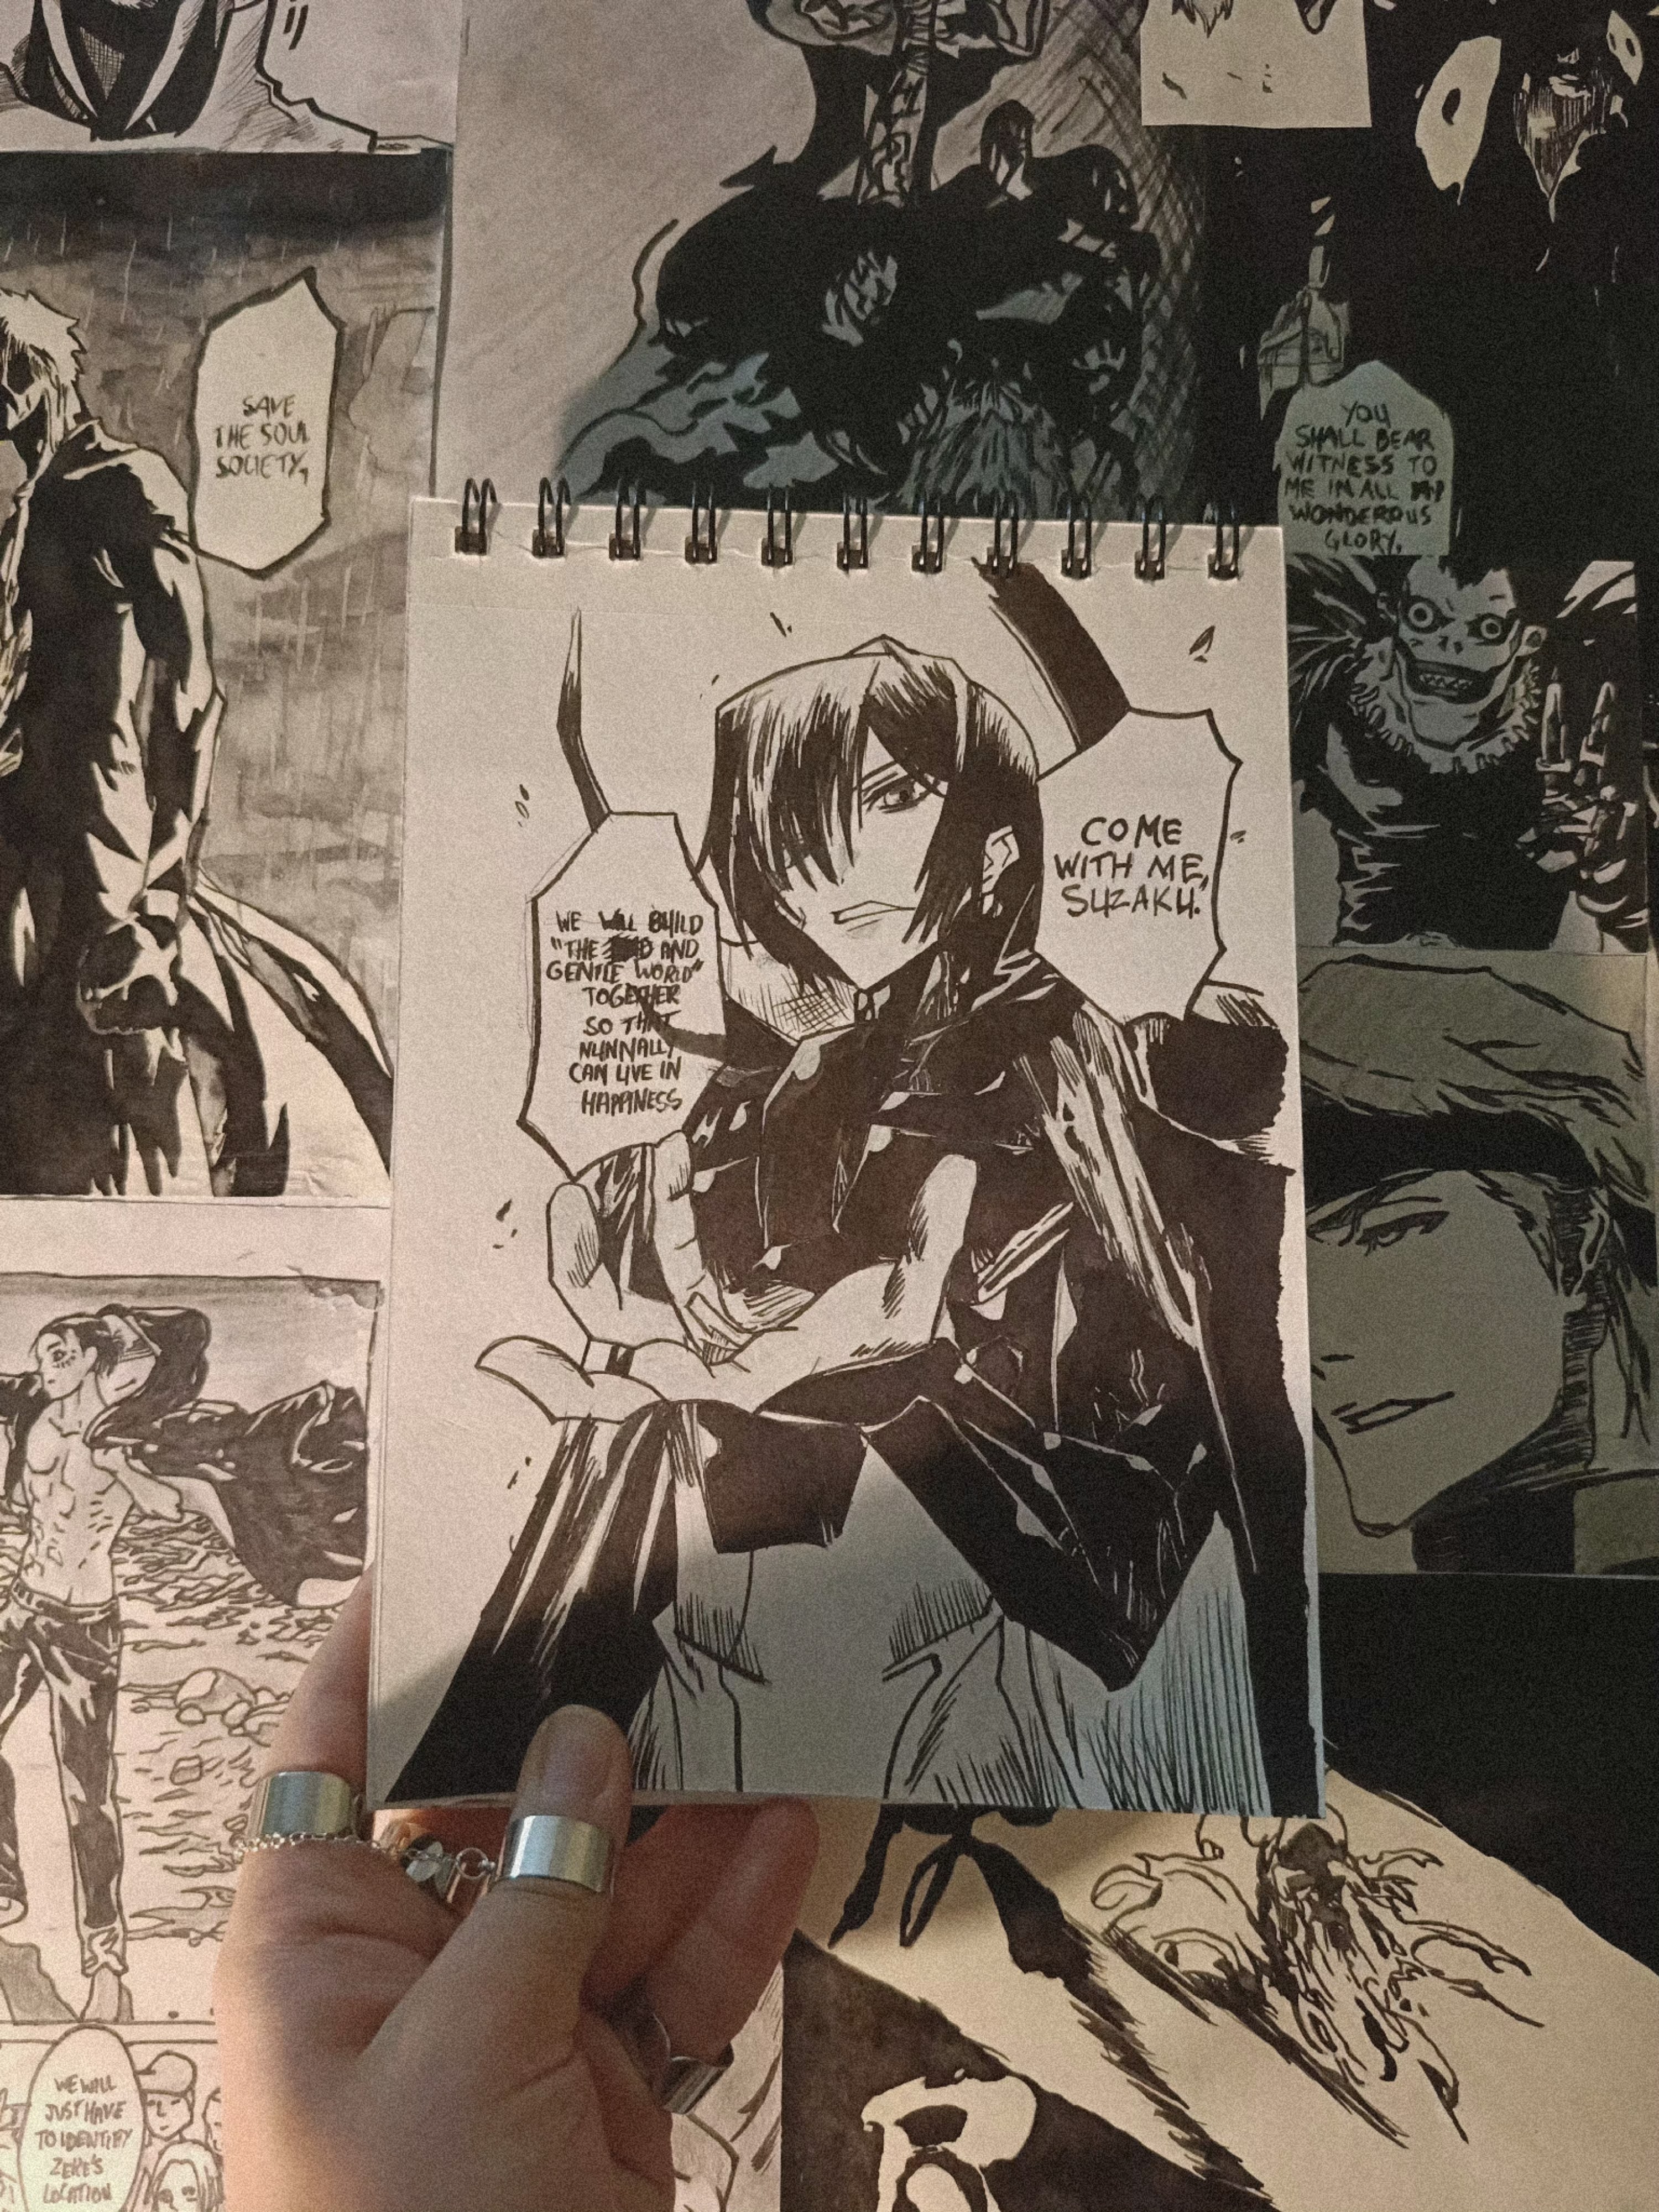 SAVE
THE SOUL
SOCIETY,
YOU
SHALL BEAR
WITNESS TO
ME IN ALL MY
WONDEROUS
GLORY.
COME
WITH ME,
SUZAKU.
WE WILL BUILD
"THE AND
GENTLE WORLD"
TOGETHER
SO THAT
NUNNALLY
CAN LIVE IN
HAPPINESS
WE WILL
JUST HAVE
TO IDENTIFY
ZEKE'S
LOCATION